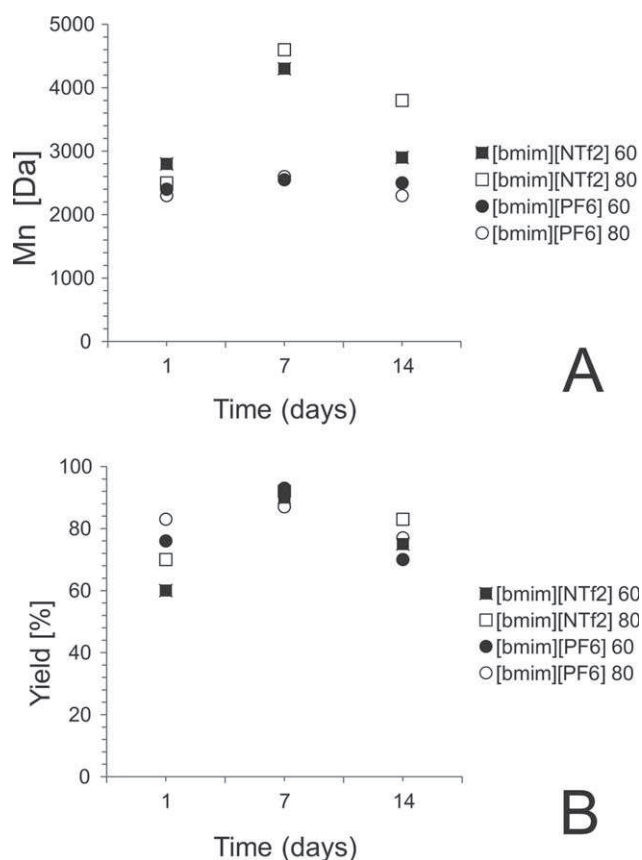 5000
4000
3000
2000
1000
0
Mn [Da]
1 7 14
Time (days)
[bmim][NTf2] 60
[bmim][NTf2] 80
[bmim][PF6] 60
[bmim][PF6] 80
A
100
80
60
40
20
0
Yield [%]
1 7 14
Time (days)
[bmim][NTf2] 60
[bmim][NTf2] 80
[bmim][PF6] 60
[bmim][PF6] 80
B